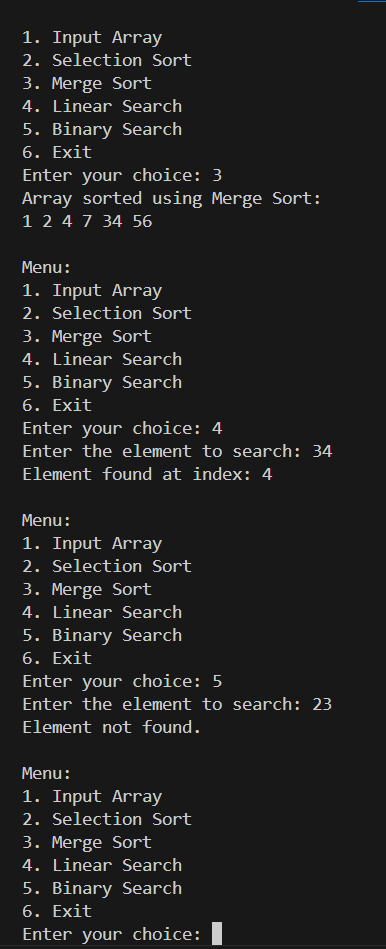 1. Input Array
2. Selection Sort
3. Merge Sort
4. Linear Search
5. Binary Search
6. Exit
Enter your choice: 3
Array sorted using Merge Sort:
1 2 4 7 34 56
Menu:
1. Input Array
2. Selection Sort
3. Merge Sort
4. Linear Search
5. Binary Search
6. Exit
Enter your choice: 4
Enter the element to search: 34
Element found at index: 4
Menu:
1. Input Array
2. Selection Sort
3. Merge Sort
4. Linear Search
5. Binary Search
6. Exit
Enter your choice: 5
Enter the element to search: 23
Element not found.
Menu:
1. Input Array
2. Selection Sort
3. Merge Sort
4. Linear Search
5. Binary Search
6. Exit
Enter your choice: